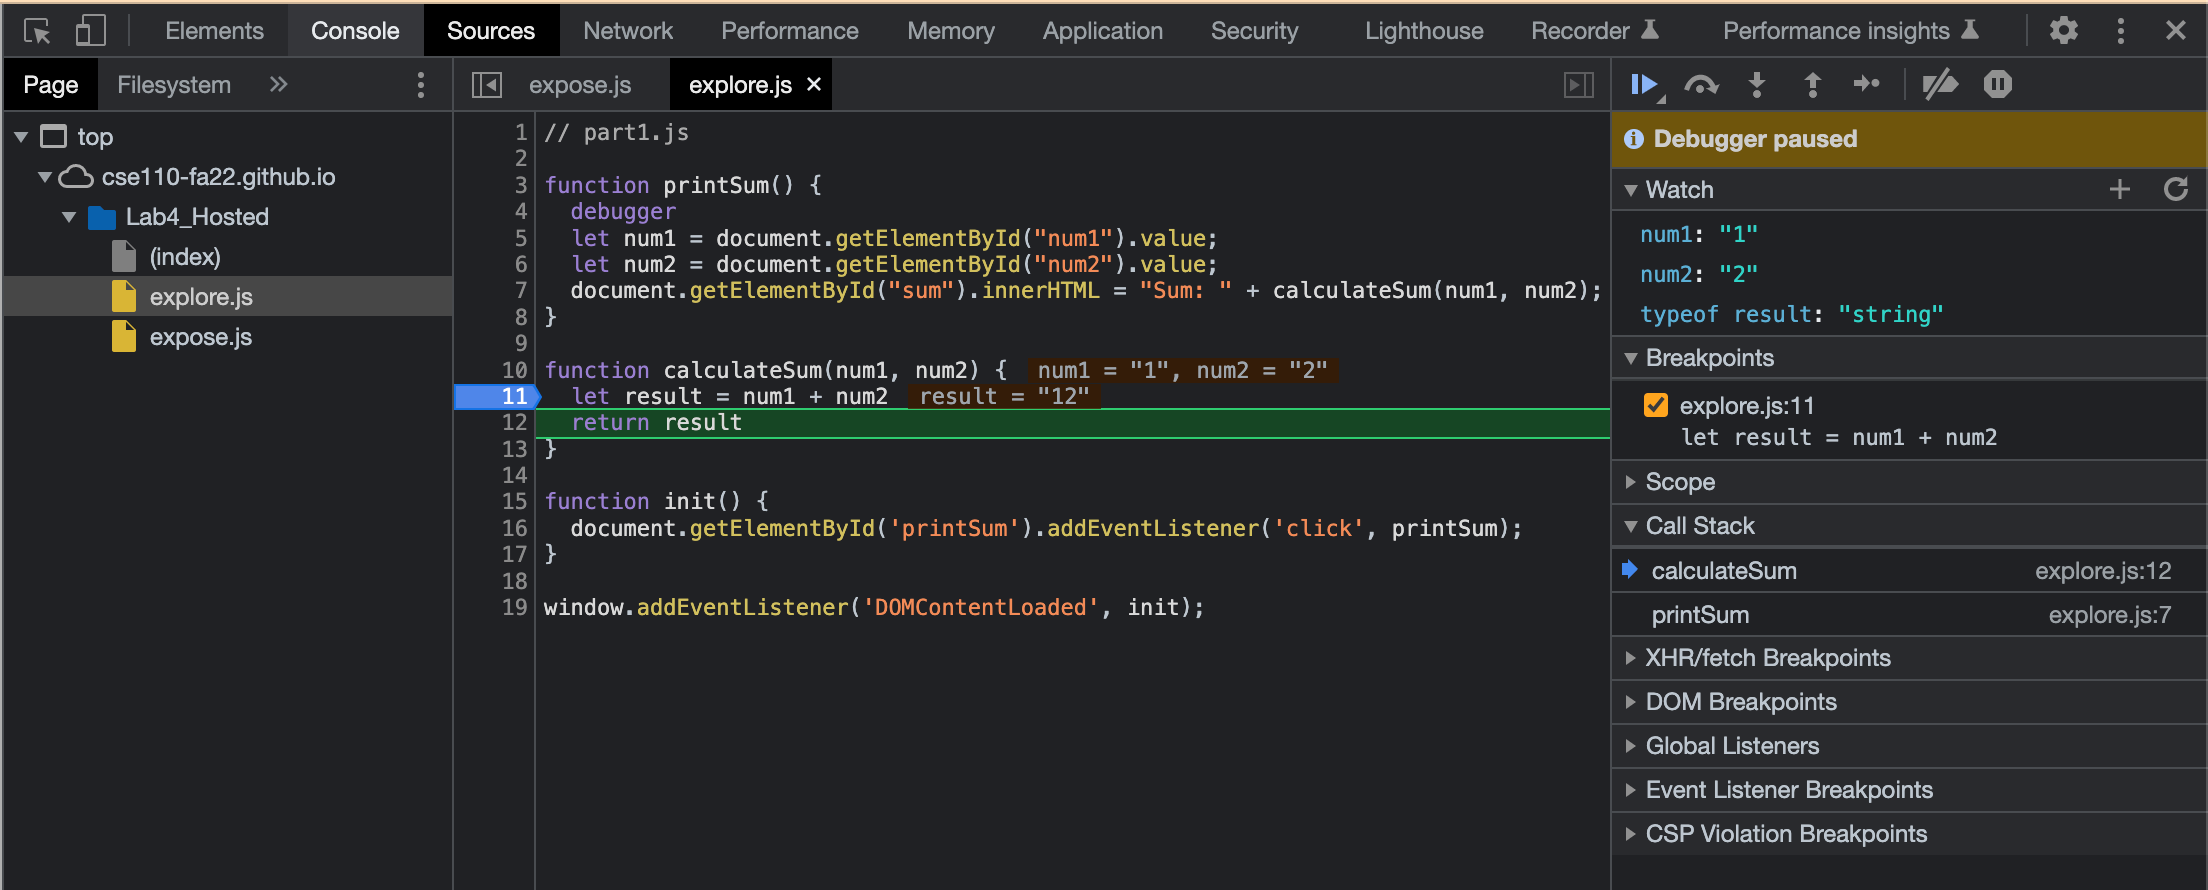 Elements Console Sources Network Performance Memory Application Security Lighthouse Recorder Performance insights
Page Filesystem
top
cse110-fa22.github.io
Lab4_Hosted
(index)
explore.js
expose.js
expose.js explore.js
1 // part1.js
2
3 function printSum() {
4   debugger
5   let num1 = document.getElementById("num1").value;
6   let num2 = document.getElementById("num2").value;
7   document.getElementById("sum").innerHTML = "Sum: " + calculateSum(num1, num2);
8 }
9
10 function calculateSum(num1, num2) { num1 = "1", num2 = "2"
11   let result = num1 + num2 result = "12"
12   return result
13 }
14
15 function init() {
16   document.getElementById('printSum').addEventListener('click', printSum);
17 }
18
19 window.addEventListener('DOMContentLoaded', init);
Debugger paused
Watch
num1: "1"
num2: "2"
typeof result: "string"
Breakpoints
explore.js:11
let result = num1 + num2
Scope
Call Stack
calculateSum explore.js:12
printSum explore.js:7
XHR/fetch Breakpoints
DOM Breakpoints
Global Listeners
Event Listener Breakpoints
CSP Violation Breakpoints